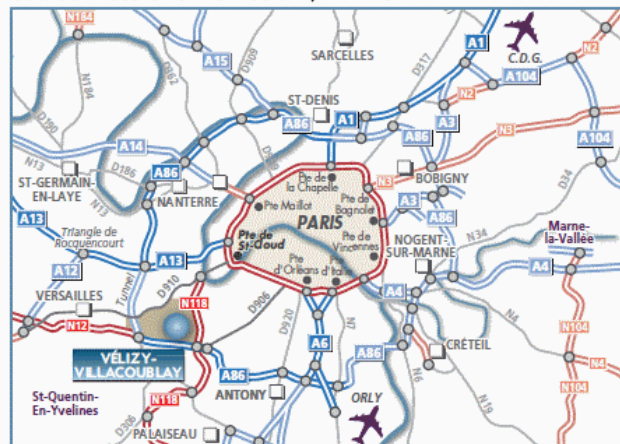 N184
A15
D909
SARCELLES
D317
A1
C.D.G.
N2
A104
N184
D392
ST-DENIS
A1
A86
A3
N2
N3
A104
D190
A14
A86
N13
D186
A86
ST-GERMAIN-
EN-LAYE
N13
NANTERRE
Pte de
la Chapelle
N3
BOBIGNY
D34
A13
Pte Maillot
Pte de
Bagnolet
A3
A86
Triangle de
Rocquencourt
PARIS
Pte de
St-Cloud
Pte de
Vincennes
NOGENT-
SUR-MARNE
N34
Marne-
la-Vallée
A12
A13
D910
Pte
d'Orléans
Pte
d'Italie
A4
A4
VERSAILLES
Tunnel
N118
D906
N12
D920
N7
N4
N104
VÉLIZY-
VILLACOUBLAY
A6
A86
CRÉTEIL
N4
A86
N6
N104
St-Quentin-
En-Yvelines
N118
ANTONY
ORLY
N19
D306
PALAISEAU